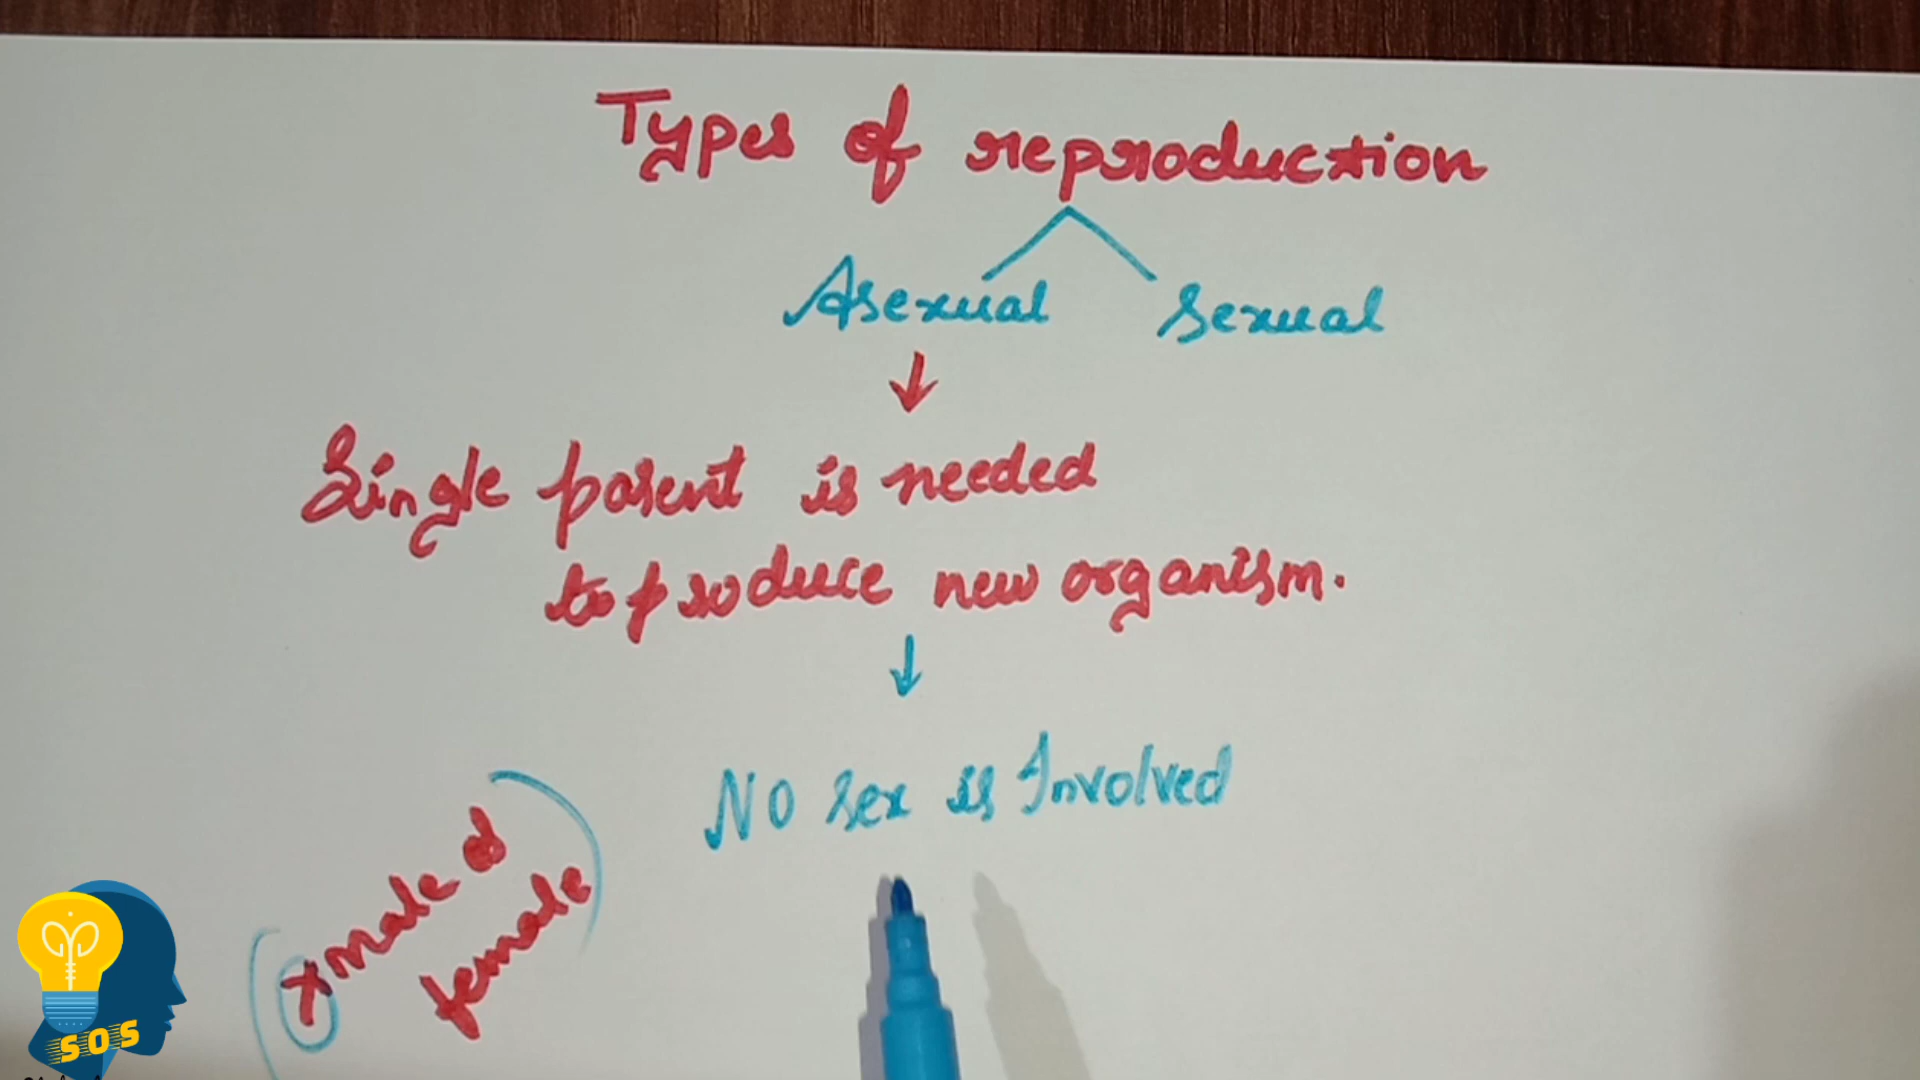 Types of reproduction
Asexual Sexual
Single parent is needed
to produce new organism.
No sex is Involved
x male &
female
SOS